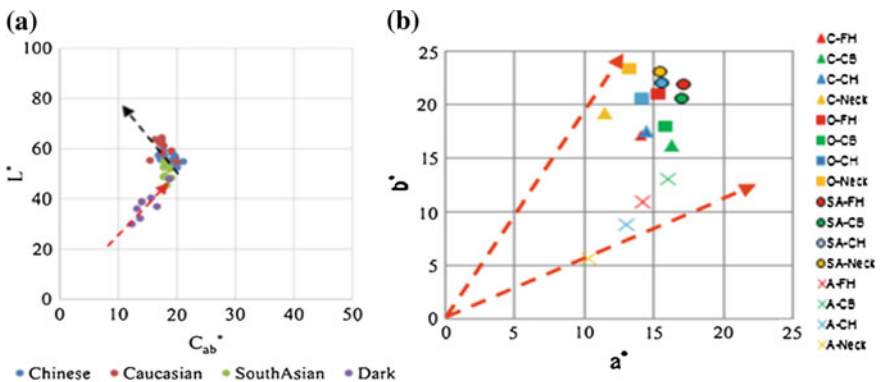 (a)
L*
100
80
60
40
20
0
0 10 20 30 40 50
Cab*
Chinese Caucasian SouthAsian Dark
(b)
b*
25
20
15
10
5
0
0 5 10 15 20 25
a*
C-FH
C-CB
C-CH
C-Neck
O-FH
O-CB
O-CH
O-Neck
SA-FH
SA-CB
SA-CH
SA-Neck
A-FH
A-CB
A-CH
A-Neck